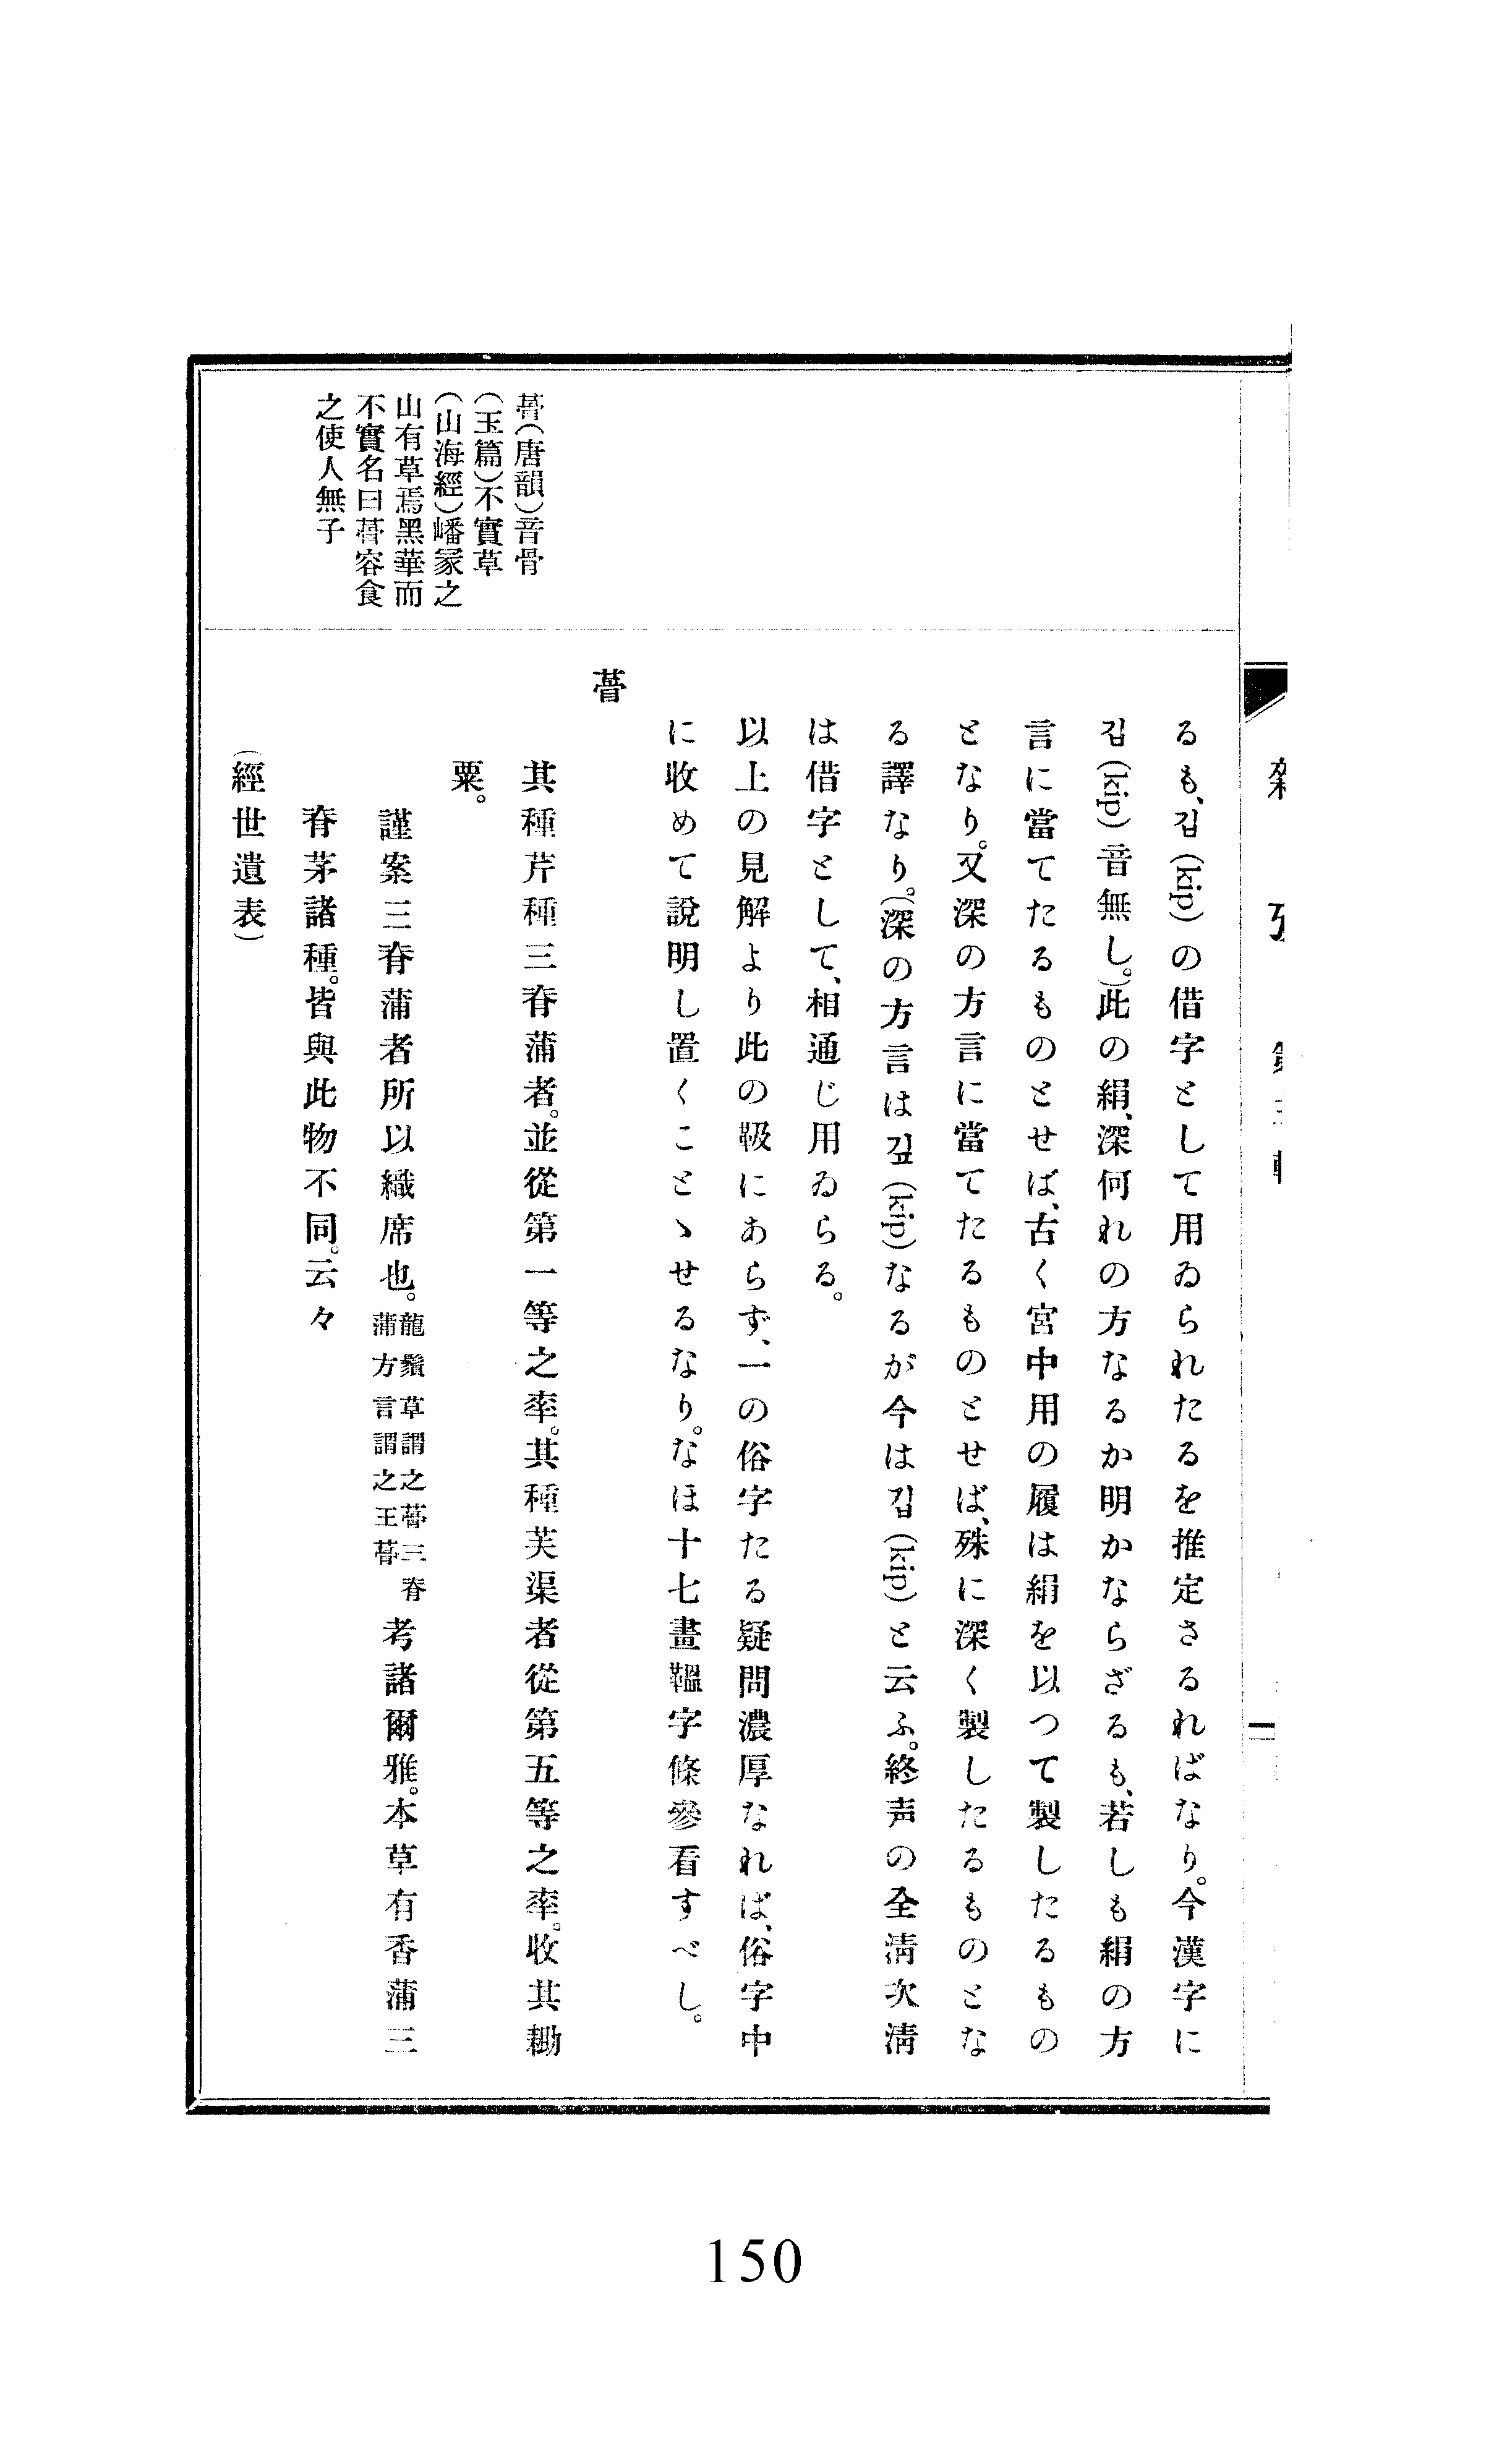 るも、깁(kip)の借字として用ゐられたるを推定さるればなり。今漢字に
깁(kip)音無し。)此の絹、深何れの方なるか明かならざるも、若しも絹の方
言に當てたるものとせば、古く宮中用の履は絹を以つて製したるもの
となり。又深の方言に當てたるものとせば、殊に深く製したるものとな
る譯なり。(深の方言は깊(kip)なるが今は깁(kip)と云ふ。終声の全淸次淸
は借字として、相通じ用ゐらる。
以上の見解より此の靸にあらず、一の俗字たる疑問濃厚なれば、俗字中
に收めて說明し置くことゝせるなり。なほ十七畫字條參看すべし。
蓇(唐韻)音骨
(玉篇)不實草
(山海經)嶓冡之
山有草焉黑華而
不實名曰蓇容食
之使人無子
蓇
其種芹種三脊蒲者。並從第一等之率。其種芙渠者從第五等之率。收其耡
粟。
謹案三脊蒲者所以織席也。龍鬚草謂之蓇三脊蒲方言謂之王蓇考諸爾雅。本草有香蒲三
脊茅諸種。皆與此物不同。云々
(經世遺表)
150